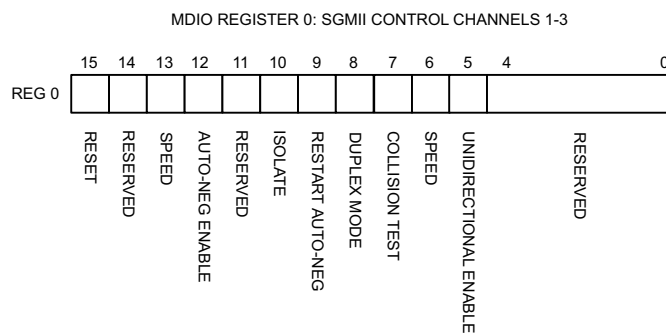 MDIO REGISTER 0: SGMII CONTROL CHANNELS 1-3
15 14 13 12 11 10 9 8 7 6 5 4 0
REG 0
RESET
RESERVED
SPEED
AUTO-NEG ENABLE
RESERVED
ISOLATE
RESTART AUTO-NEG
DUPLEX MODE
COLLISION TEST
SPEED
UNIDIRECTIONAL ENABLE
RESERVED